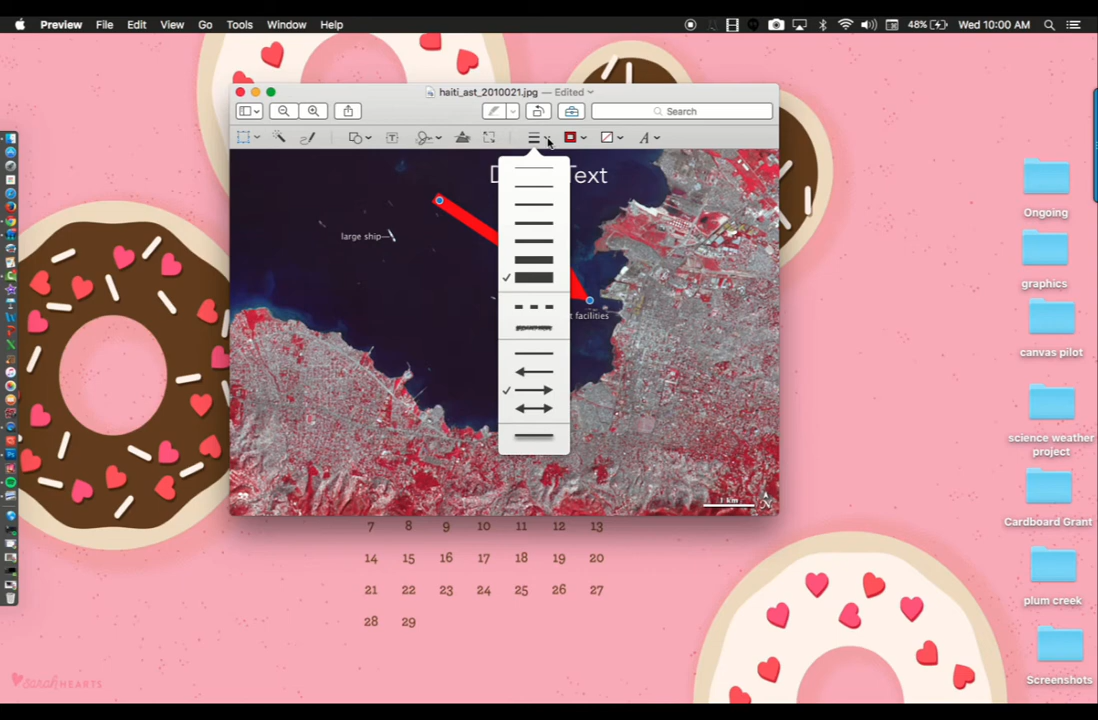 Preview File Edit View Go Tools Window Help 48% Wed 10:00 AM
haiti_ast_2010021.jpg — Edited
Search
A
Text
large ship
t facilities
1 km
N
7 8 9 10 11 12 13
14 15 16 17 18 19 20
21 22 23 24 25 26 27
28 29
Ongoing
graphics
canvas pilot
science weather
project
Cardboard Grant
plum creek
Screenshots
sarahHEARTS